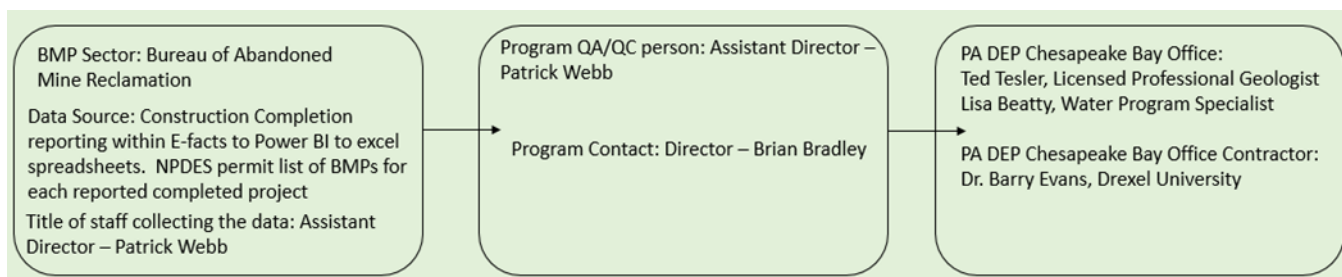 BMP Sector: Bureau of Abandoned
Mine Reclamation
Data Source: Construction Completion
reporting within E-facts to Power BI to excel
spreadsheets.  NPDES permit list of BMPs for
each reported completed project
Title of staff collecting the data: Assistant
Director – Patrick Webb
Program QA/QC person: Assistant Director –
Patrick Webb
Program Contact: Director – Brian Bradley
PA DEP Chesapeake Bay Office:
Ted Tesler, Licensed Professional Geologist
Lisa Beatty, Water Program Specialist
PA DEP Chesapeake Bay Office Contractor:
Dr. Barry Evans, Drexel University